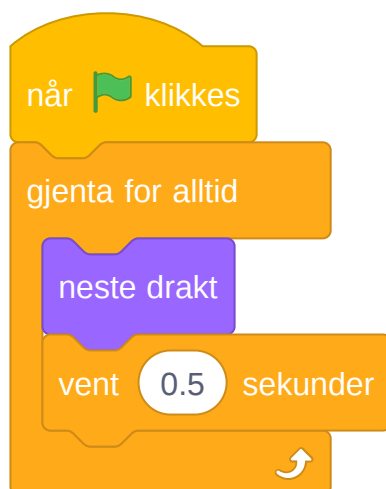 når klikkes
gjenta for alltid
neste drakt
vent 0.5 sekunder